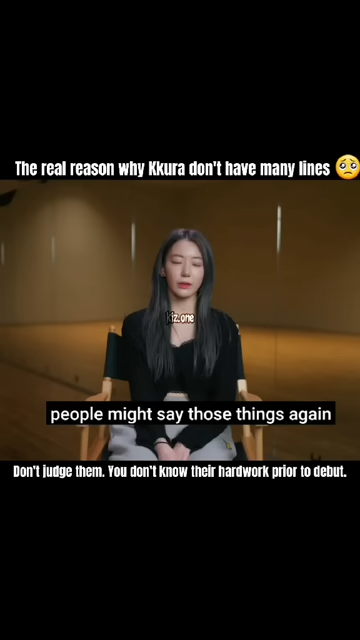 The real reason why Kkura don't have many lines 🥺
kiz.one
people might say those things again
Don't judge them. You don't know their hardwork prior to debut.